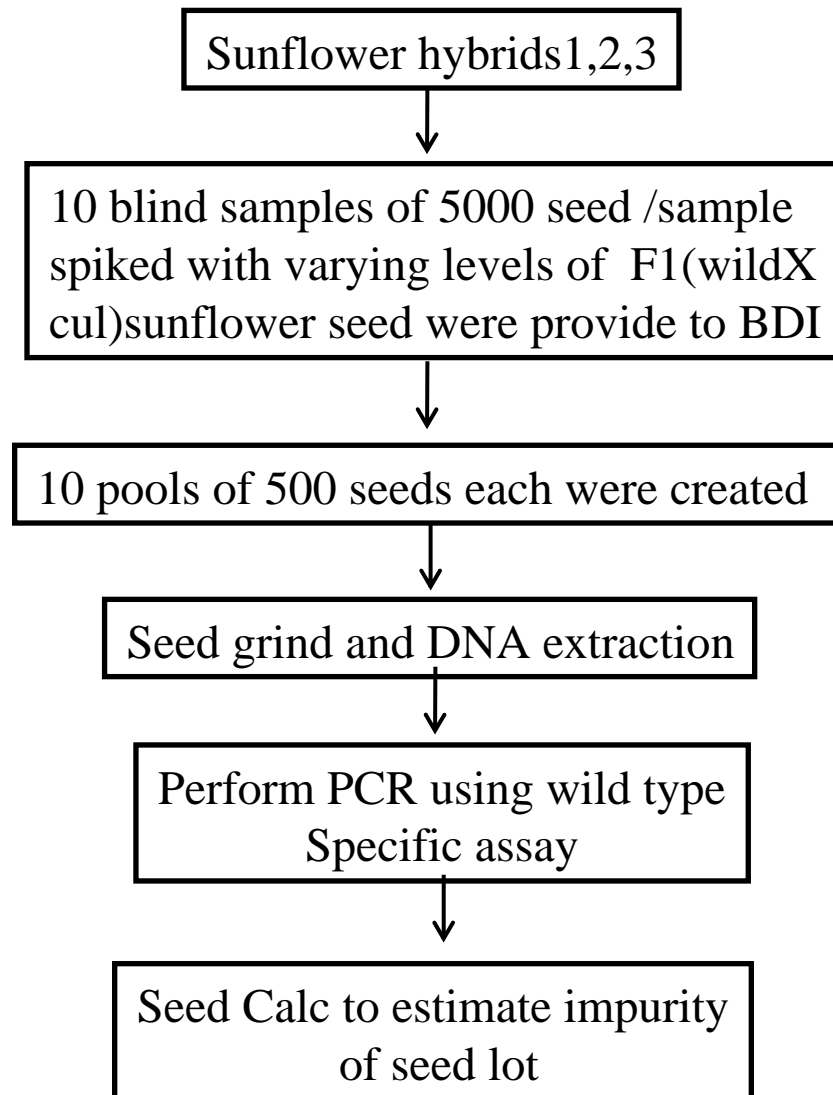 Sunflower hybrids1,2,3
10 blind samples of 5000 seed /sample
spiked with varying levels of F1(wildX
cul)sunflower seed were provide to BDI
10 pools of 500 seeds each were created
Seed grind and DNA extraction
Perform PCR using wild type
Specific assay
Seed Calc to estimate impurity
of seed lot